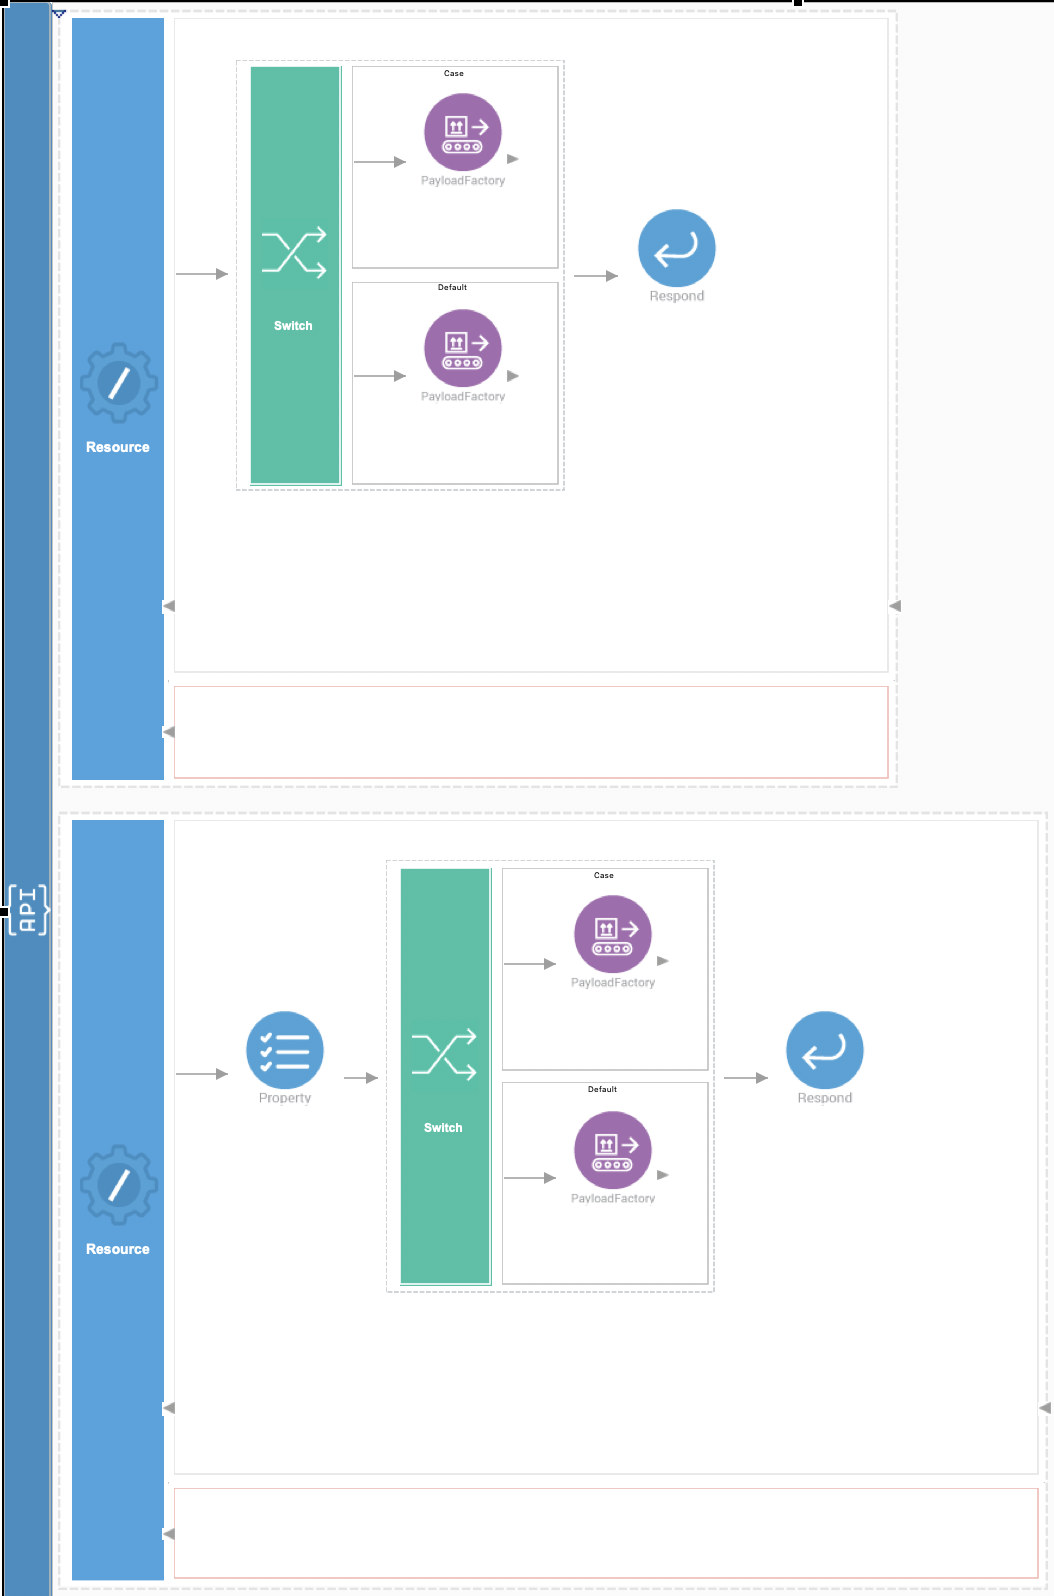 Case
PayloadFactory
Respond
Default
Switch
PayloadFactory
Resource
{API}
Case
PayloadFactory
Property
Respond
Default
Switch
PayloadFactory
Resource